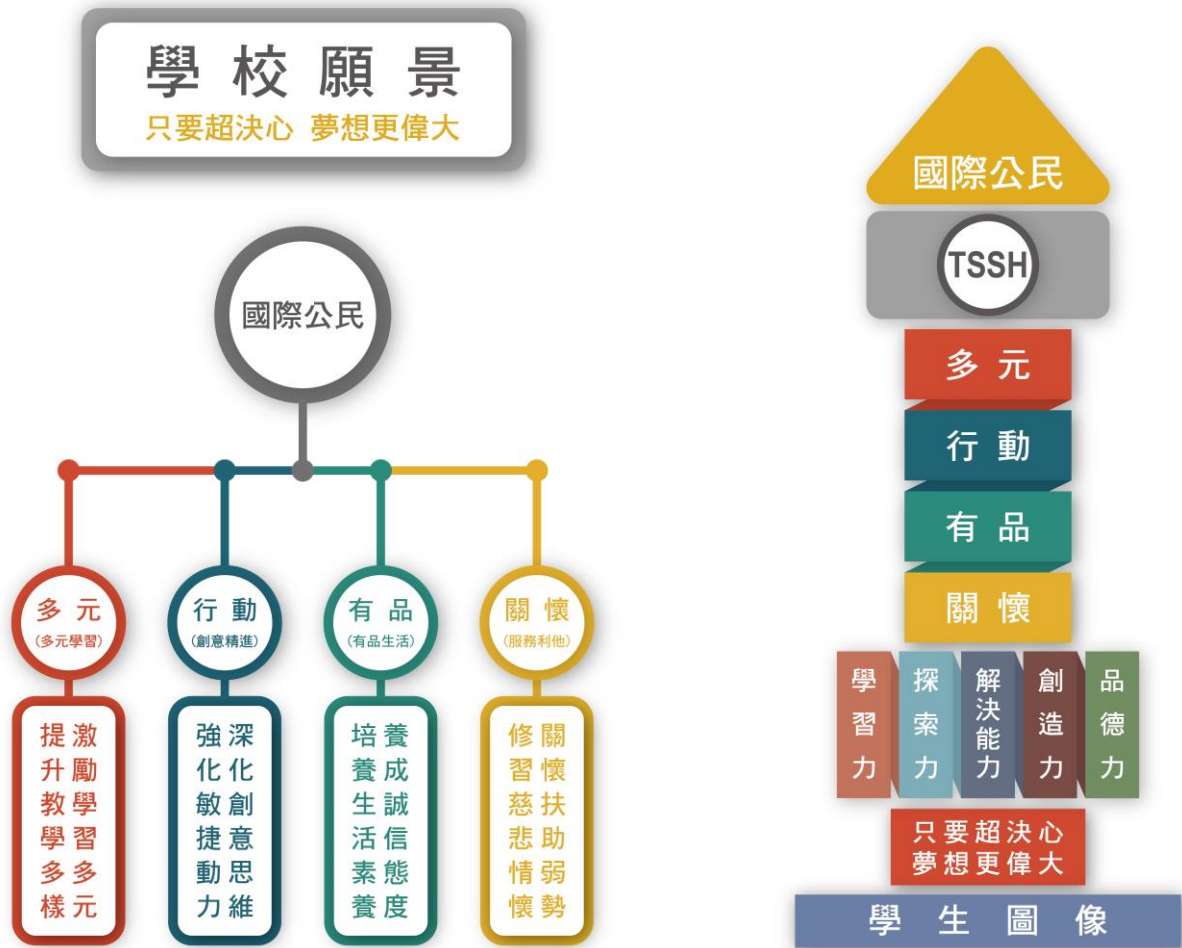 學校願景
只要超決心 夢想更偉大
國際公民
多元
(多元學習)
激勵學習多元
提升教學多樣
行動
(創意精進)
深化創意思維
強化敏捷動力
有品
(有品生活)
養成誠信態度
培養生活素養
關懷
(服務利他)
關懷扶助弱勢
修習慈悲情懷
國際公民
TSSH
多元
行動
有品
關懷
學習力
探索力
解決能力
創造力
品德力
只要超決心
夢想更偉大
學生圖像